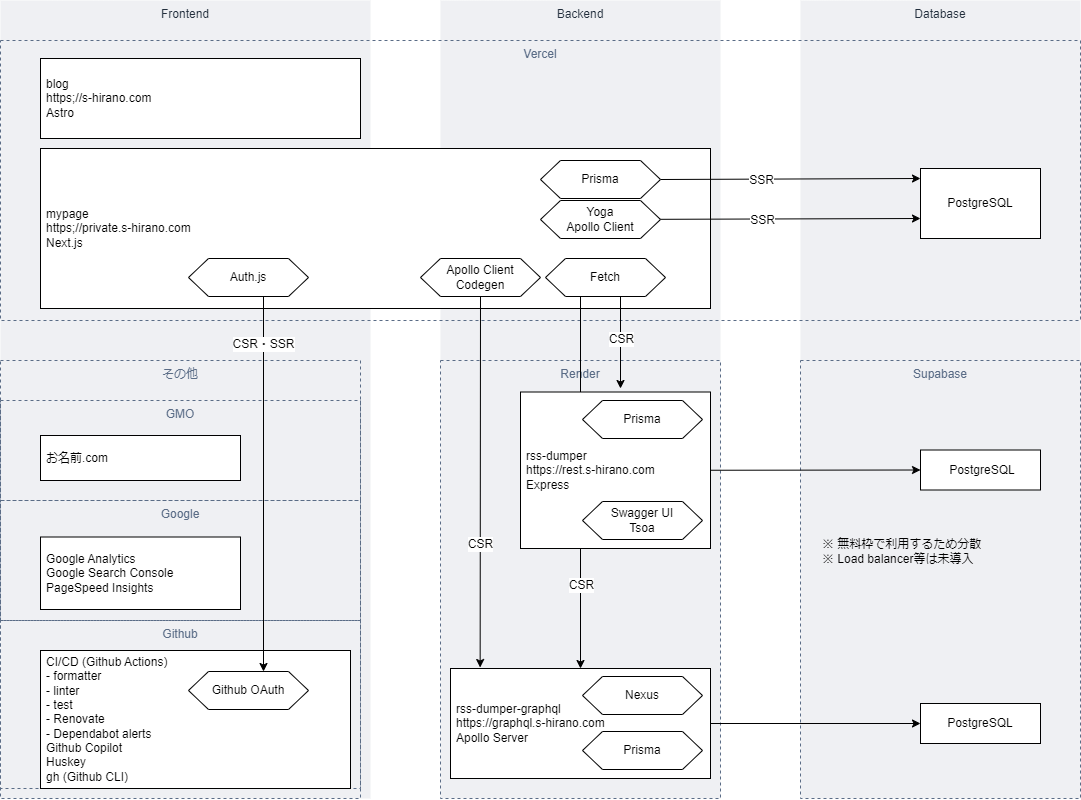 Frontend
Backend
Database
Vercel
blog
https;//s-hirano.com
Astro
mypage
https://private.s-hirano.com
Next.js
Prisma
SSR
Yoga
Apollo Client
SSR
PostgreSQL
Auth.js
Apollo Client
Codegen
Fetch
CSR・SSR
CSR
その他
Render
Supabase
GMO
お名前.com
Prisma
rss-dumper
https://rest.s-hirano.com
Express
Swagger UI
Tsoa
PostgreSQL
Google
Google Analytics
Google Search Console
PageSpeed Insights
CSR
CSR
※ 無料枠で利用するため分散
※ Load balancer等は未導入
Github
CI/CD (Github Actions)
- formatter
- linter
- test
- Renovate
- Dependabot alerts
Github Copilot
Huskey
gh (Github CLI)
Github OAuth
Nexus
rss-dumper-graphql
https://graphql.s-hirano.com
Apollo Server
Prisma
PostgreSQL